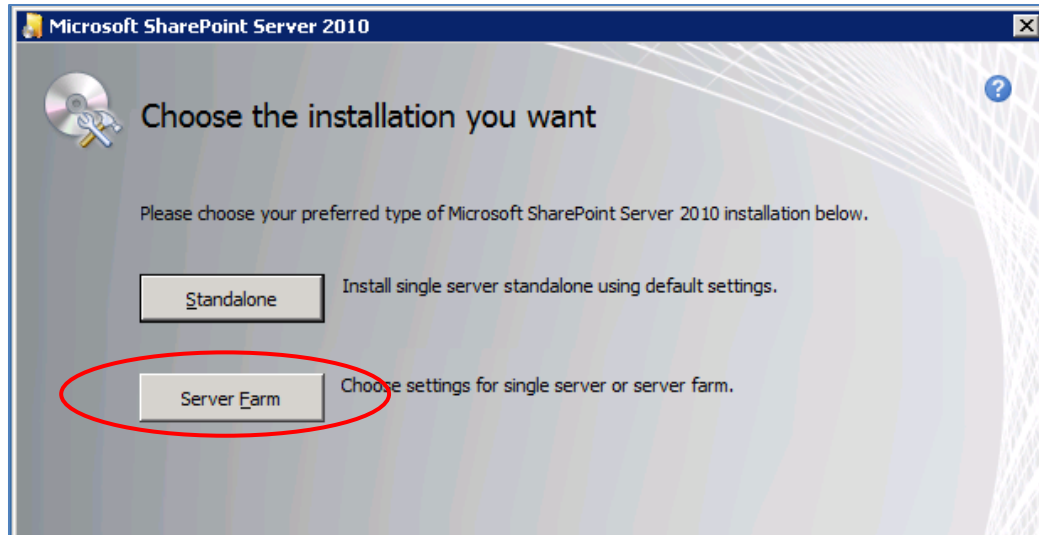 Microsoft SharePoint Server 2010
Choose the installation you want
Please choose your preferred type of Microsoft SharePoint Server 2010 installation below.
Standalone
Install single server standalone using default settings.
Server Farm
Choose settings for single server or server farm.